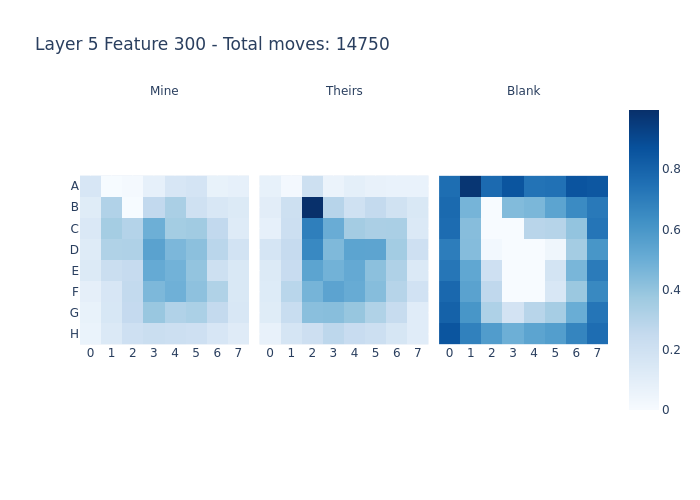 Layer 5 Feature 300 - Total moves: 14750
Mine
Theirs
Blank
A
B
C
D
E
F
G
H
0 1 2 3 4 5 6 7
0 1 2 3 4 5 6 7
0 1 2 3 4 5 6 7
0.8
0.6
0.4
0.2
0